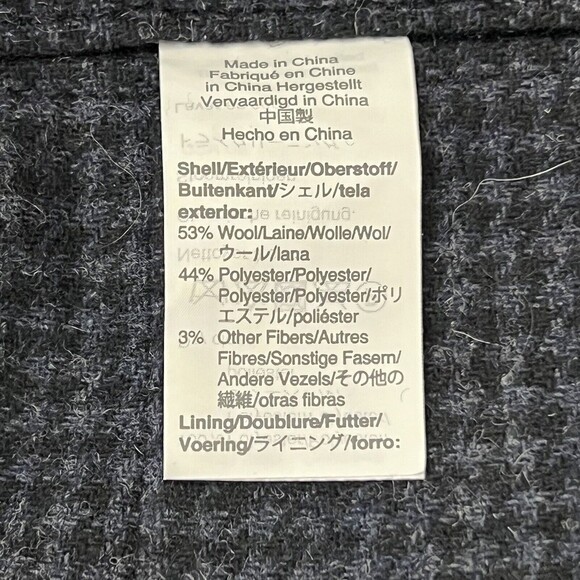 Made in China
Fabriqué en Chine
in China Hergestellt
Vervaardigd in China
中国製
Hecho en China
Shell/Extérieur/Oberstoff/
Buitenkant/シェル/tela
exterior:
53% Wool/Laine/Wolle/Wol/
ウール/lana
44% Polyester/Polyester/
Polyester/Polyester/ポリ
エステル/poliéster
3% Other Fibers/Autres
Fibres/Sonstige Fasern/
Andere Vezels/その他の
繊維/otras fibras
Lining/Doublure/Futter/
Voering/ライニング/forro: